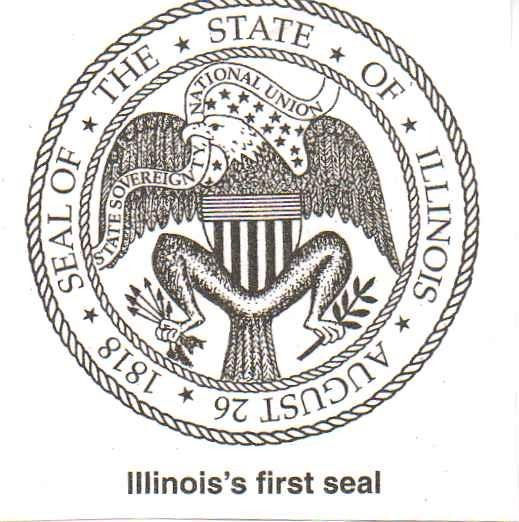 SEAL OF THE ★ STATE ★ OF ★ ILLINOIS ★ AUGUST 26 ★ 1818 ★
NATIONAL UNION
STATE SOVEREIGNTY
Illinois's first seal